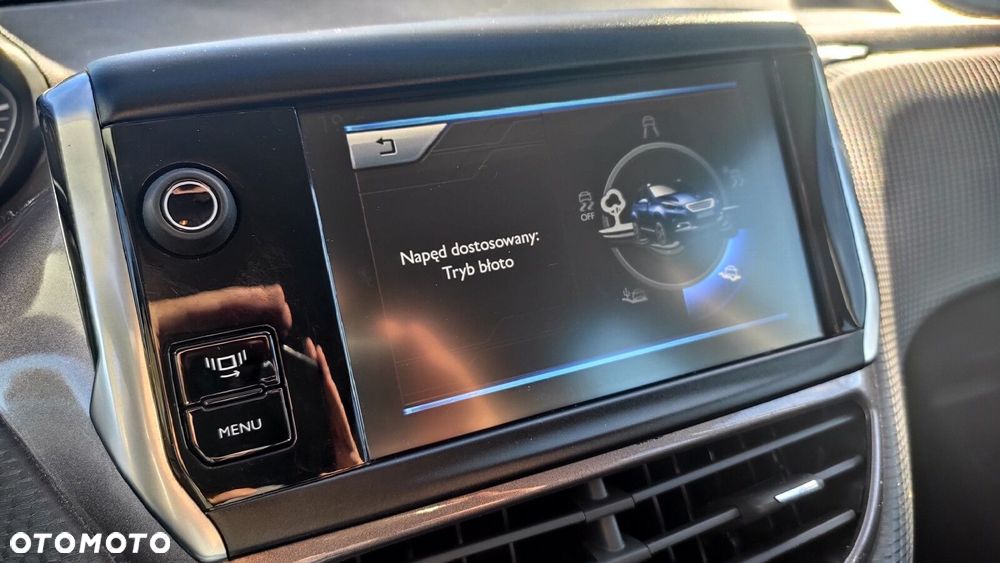 OFF
Napęd dostosowany:
Tryb błoto
MENU
OTOMOTO